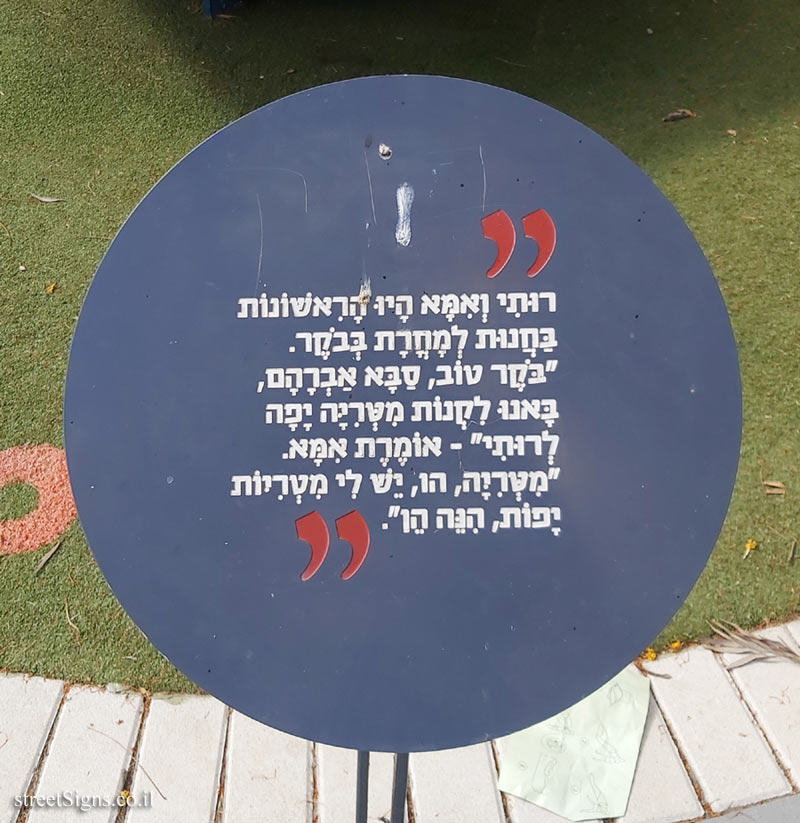 רוּתִי וְאִמָּא הָיוּ הָרִאשׁוֹנוֹת
בַּחֲנוּת לְמָחֳרָת בְּבֹקֶר.
"בֹּקֶר טוֹב, סַבָּא אַבְרָהָם,
בָּאנוּ לִקְנוֹת מִטְרִיָּה יָפָה
לְרוּתִי" - אוֹמֶרֶת אִמָּא.
"מִטְרִיָּה, הוּ, יֵשׁ לִי מִטְרִיּוֹת
יָפוֹת, הִנֵּה הֵן".
streetSigns.co.il